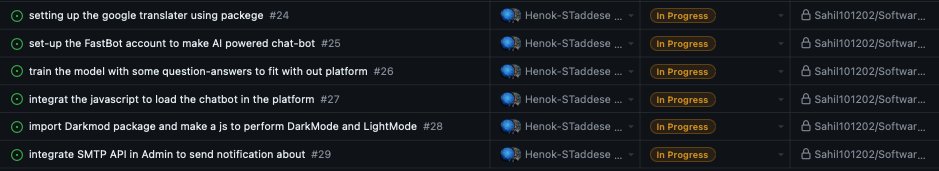 setting up the google translater using packege #24 Henok-STaddese ... In Progress Sahil101202/Softwar...
set-up the FastBot account to make AI powered chat-bot #25 Henok-STaddese ... In Progress Sahil101202/Softwar...
train the model with some question-answers to fit with out platform #26 Henok-STaddese ... In Progress Sahil101202/Softwar...
integrat the javascript to load the chatbot in the platform #27 Henok-STaddese ... In Progress Sahil101202/Softwar...
import Darkmod package and make a js to perform DarkMode and LightMode #28 Henok-STaddese ... In Progress Sahil101202/Softwar...
integrate SMTP API in Admin to send notification about #29 Henok-STaddese ... In Progress Sahil101202/Softwar...